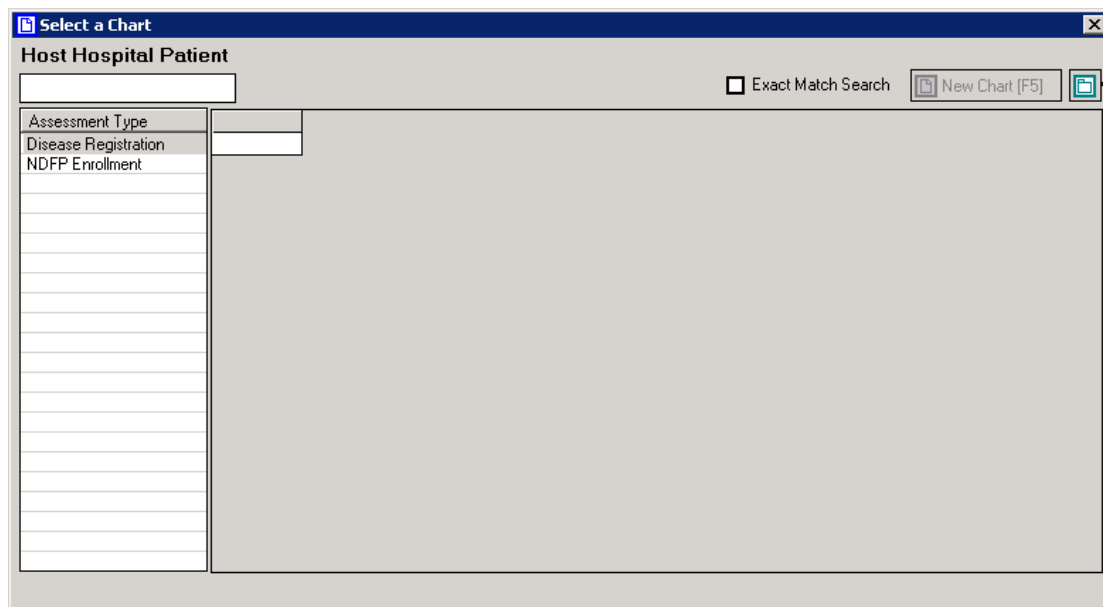 Select a Chart
Host Hospital Patient
Exact Match Search
New Chart [F5]
Assessment Type
Disease Registration
NDFP Enrollment